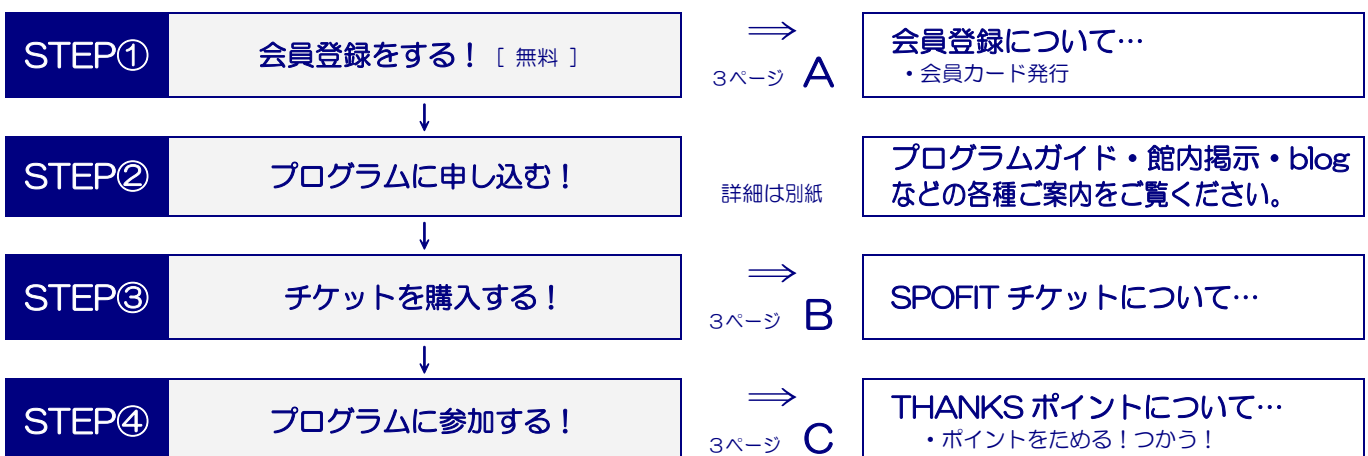 STEP① 会員登録をする！ [ 無料 ] ⇒ 3ページ A 会員登録について…
・会員カード発行
↓
STEP② プログラムに申し込む！ 詳細は別紙 プログラムガイド・館内掲示・blog
などの各種ご案内をご覧ください。
↓
STEP③ チケットを購入する！ ⇒ 3ページ B SPOFIT チケットについて…
↓
STEP④ プログラムに参加する！ ⇒ 3ページ C THANKS ポイントについて…
・ポイントをためる！つかう！